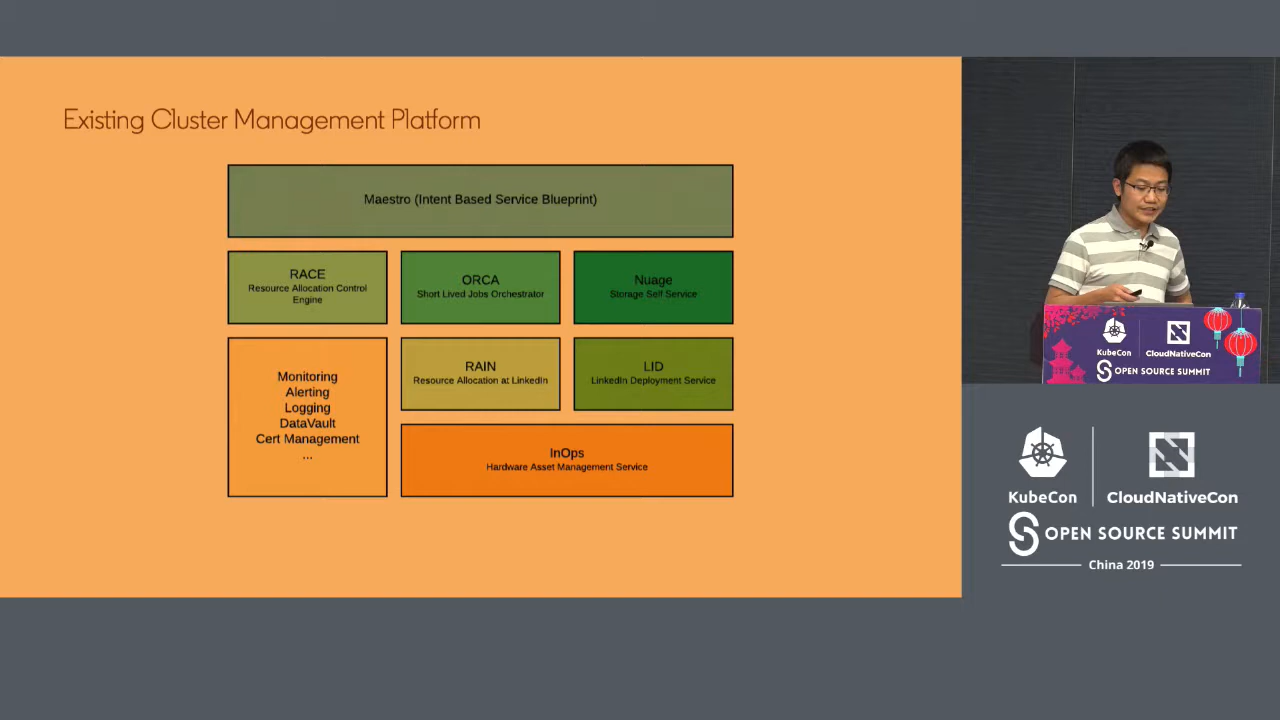 Existing Cluster Management Platform
Maestro (Intent Based Service Blueprint)
RACE
Resource Allocation Control
Engine
ORCA
Short Lived Jobs Orchestrator
Nuage
Storage Self Service
Monitoring
Alerting
Logging
DataVault
Cert Management
...
RAIN
Resource Allocation at LinkedIn
LID
LinkedIn Deployment Service
InOps
Hardware Asset Management Service
KubeCon
CloudNativeCon
OPEN SOURCE SUMMIT
KubeCon
CloudNativeCon
OPEN SOURCE SUMMIT
China 2019